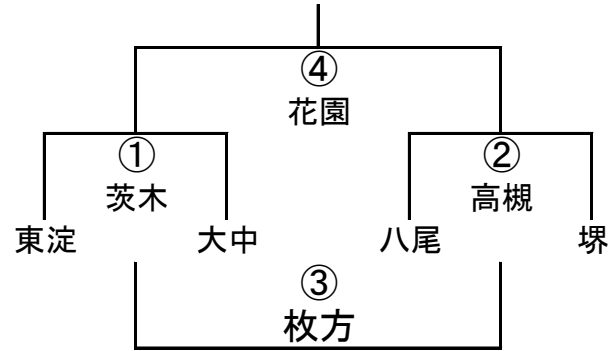 ④
花園
①
②
茨木
高槻
東淀
大中
八尾
堺
③
枚方